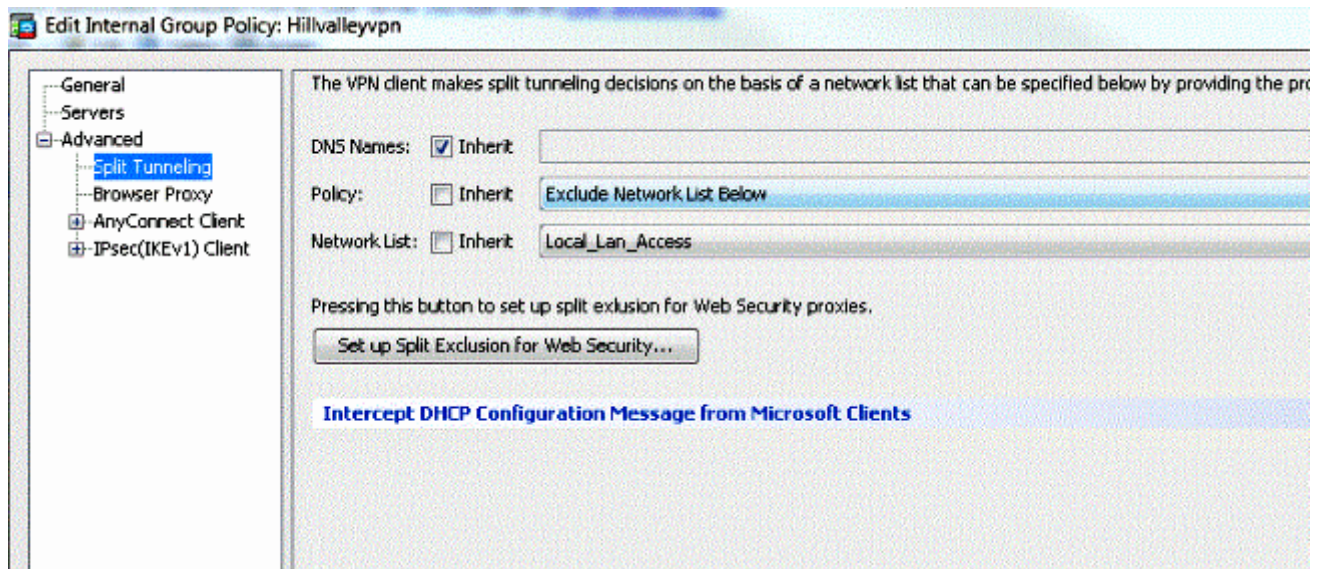 Edit Internal Group Policy: Hillvalleyvpn
General
Servers
Advanced
Split Tunneling
Browser Proxy
AnyConnect Client
IPsec(IKEv1) Client
The VPN client makes split tunneling decisions on the basis of a network list that can be specified below by providing the
DNS Names: Inherit
Policy: Inherit Exclude Network List Below
Network List: Inherit Local_Lan_Access
Pressing this button to set up split exlusion for Web Security proxies.
Set up Split Exclusion for Web Security...
Intercept DHCP Configuration Message from Microsoft Clients